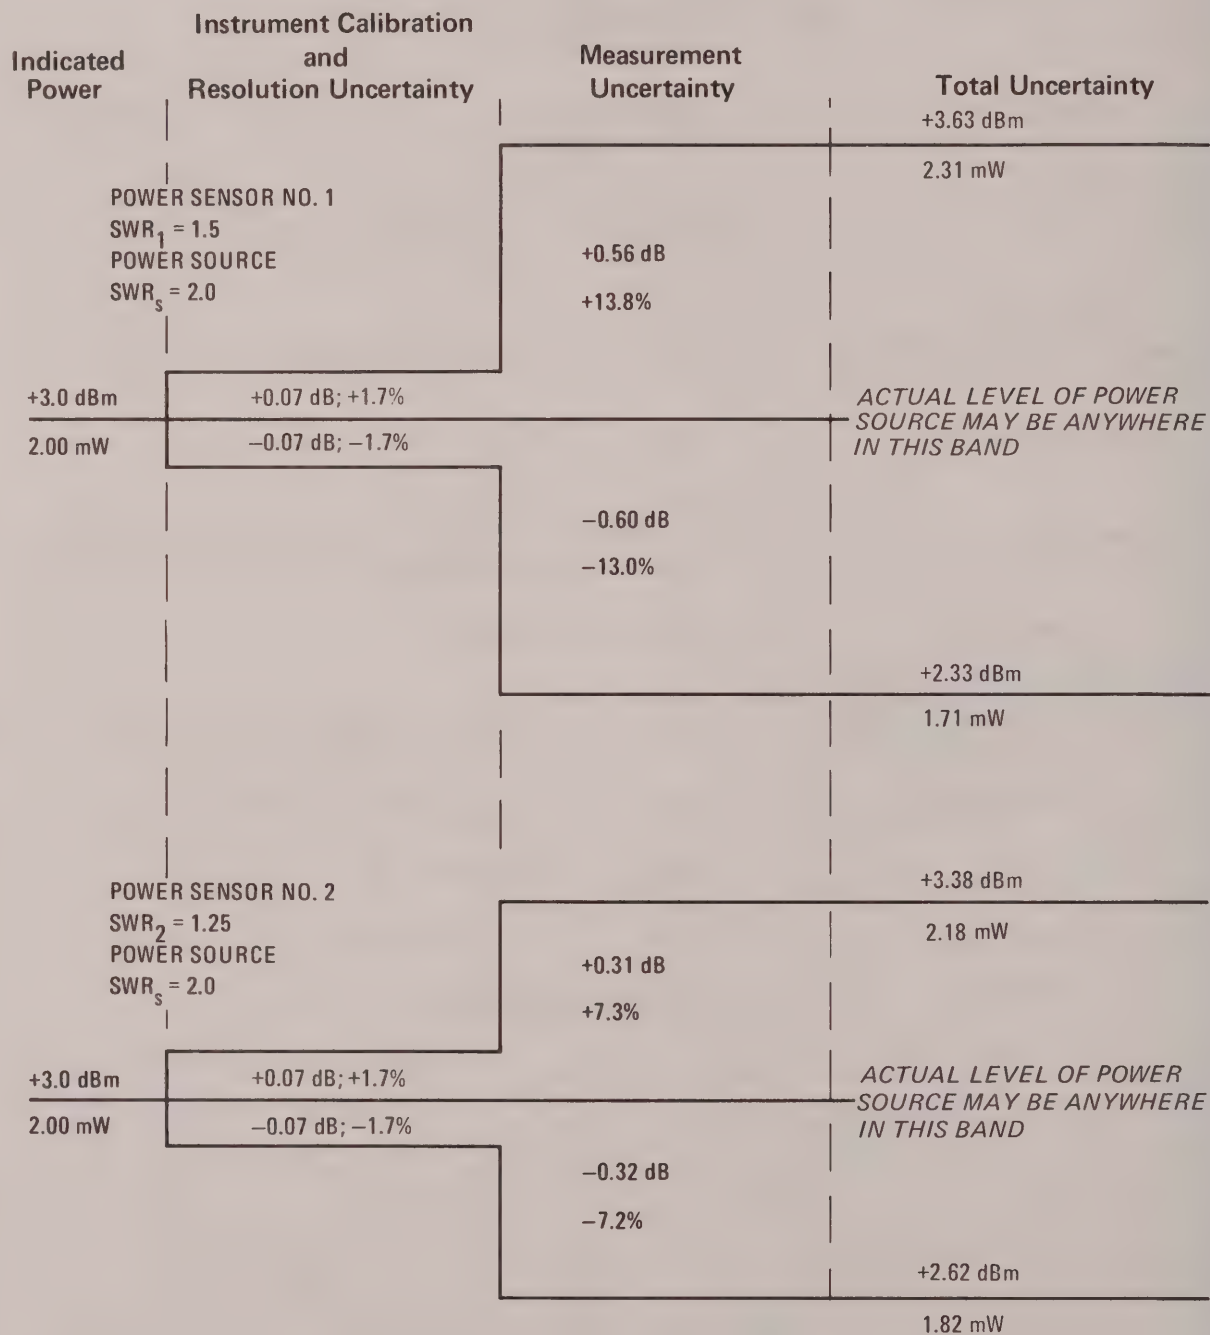 Indicated
Power
Instrument Calibration
and
Resolution Uncertainty
Measurement
Uncertainty
Total Uncertainty
+3.63 dBm
2.31 mW
POWER SENSOR NO. 1
SWR₁ = 1.5
POWER SOURCE
SWRₛ = 2.0
+0.56 dB
+13.8%
+3.0 dBm
+0.07 dB; +1.7%
2.00 mW
−0.07 dB; −1.7%
ACTUAL LEVEL OF POWER
SOURCE MAY BE ANYWHERE
IN THIS BAND
−0.60 dB
−13.0%
+2.33 dBm
1.71 mW
POWER SENSOR NO. 2
SWR₂ = 1.25
POWER SOURCE
SWRₛ = 2.0
+3.38 dBm
2.18 mW
+0.31 dB
+7.3%
+3.0 dBm
+0.07 dB; +1.7%
2.00 mW
−0.07 dB; −1.7%
ACTUAL LEVEL OF POWER
SOURCE MAY BE ANYWHERE
IN THIS BAND
−0.32 dB
−7.2%
+2.62 dBm
1.82 mW